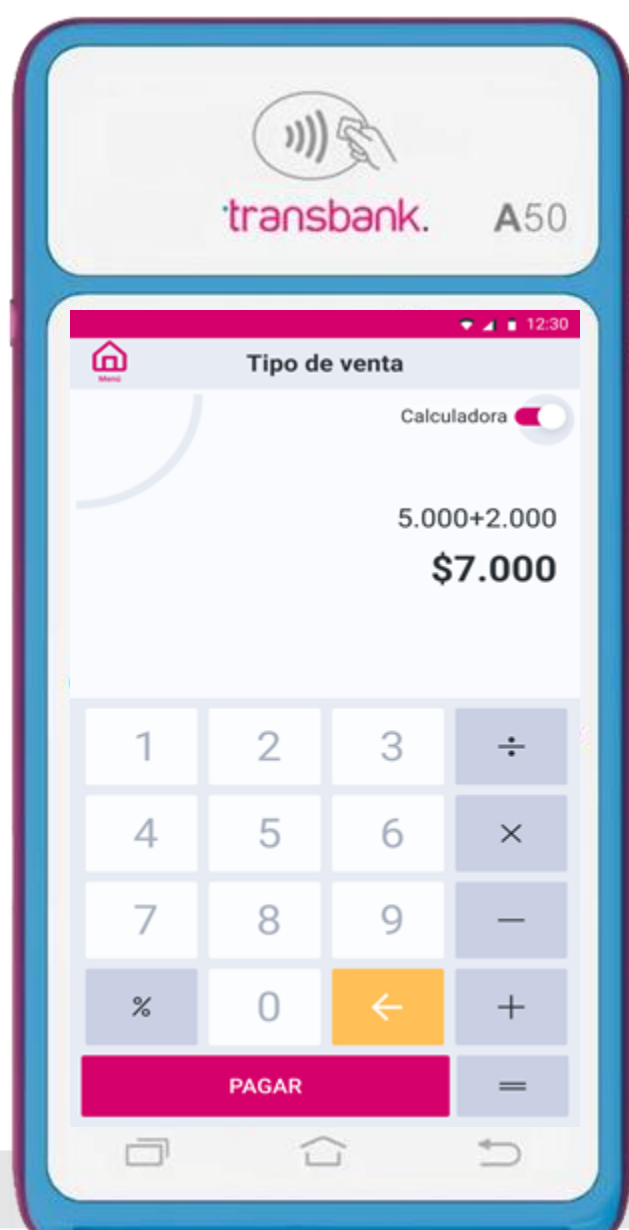 transbank. A50
12:30
Menú
Tipo de venta
Calculadora
5.000+2.000
$7.000
1 2 3 ÷
4 5 6 ×
7 8 9 −
% 0 ← +
PAGAR =